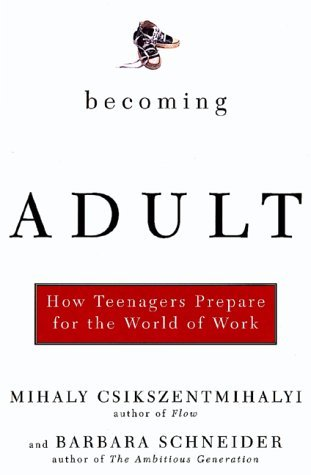 becoming
ADULT
How Teenagers Prepare
for the World of Work
MIHALY CSIKSZENTMIHALYI
author of Flow
and BARBARA SCHNEIDER
author of The Ambitious Generation